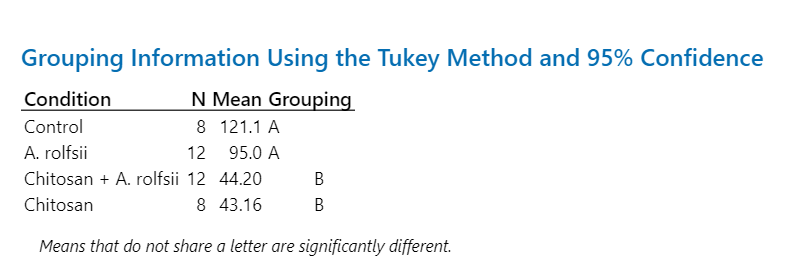 Grouping Information Using the Tukey Method and 95% Confidence
Condition N Mean Grouping
Control 8 121.1 A
A. rolfsii 12 95.0 A
Chitosan + A. rolfsii 12 44.20 B
Chitosan 8 43.16 B
Means that do not share a letter are significantly different.